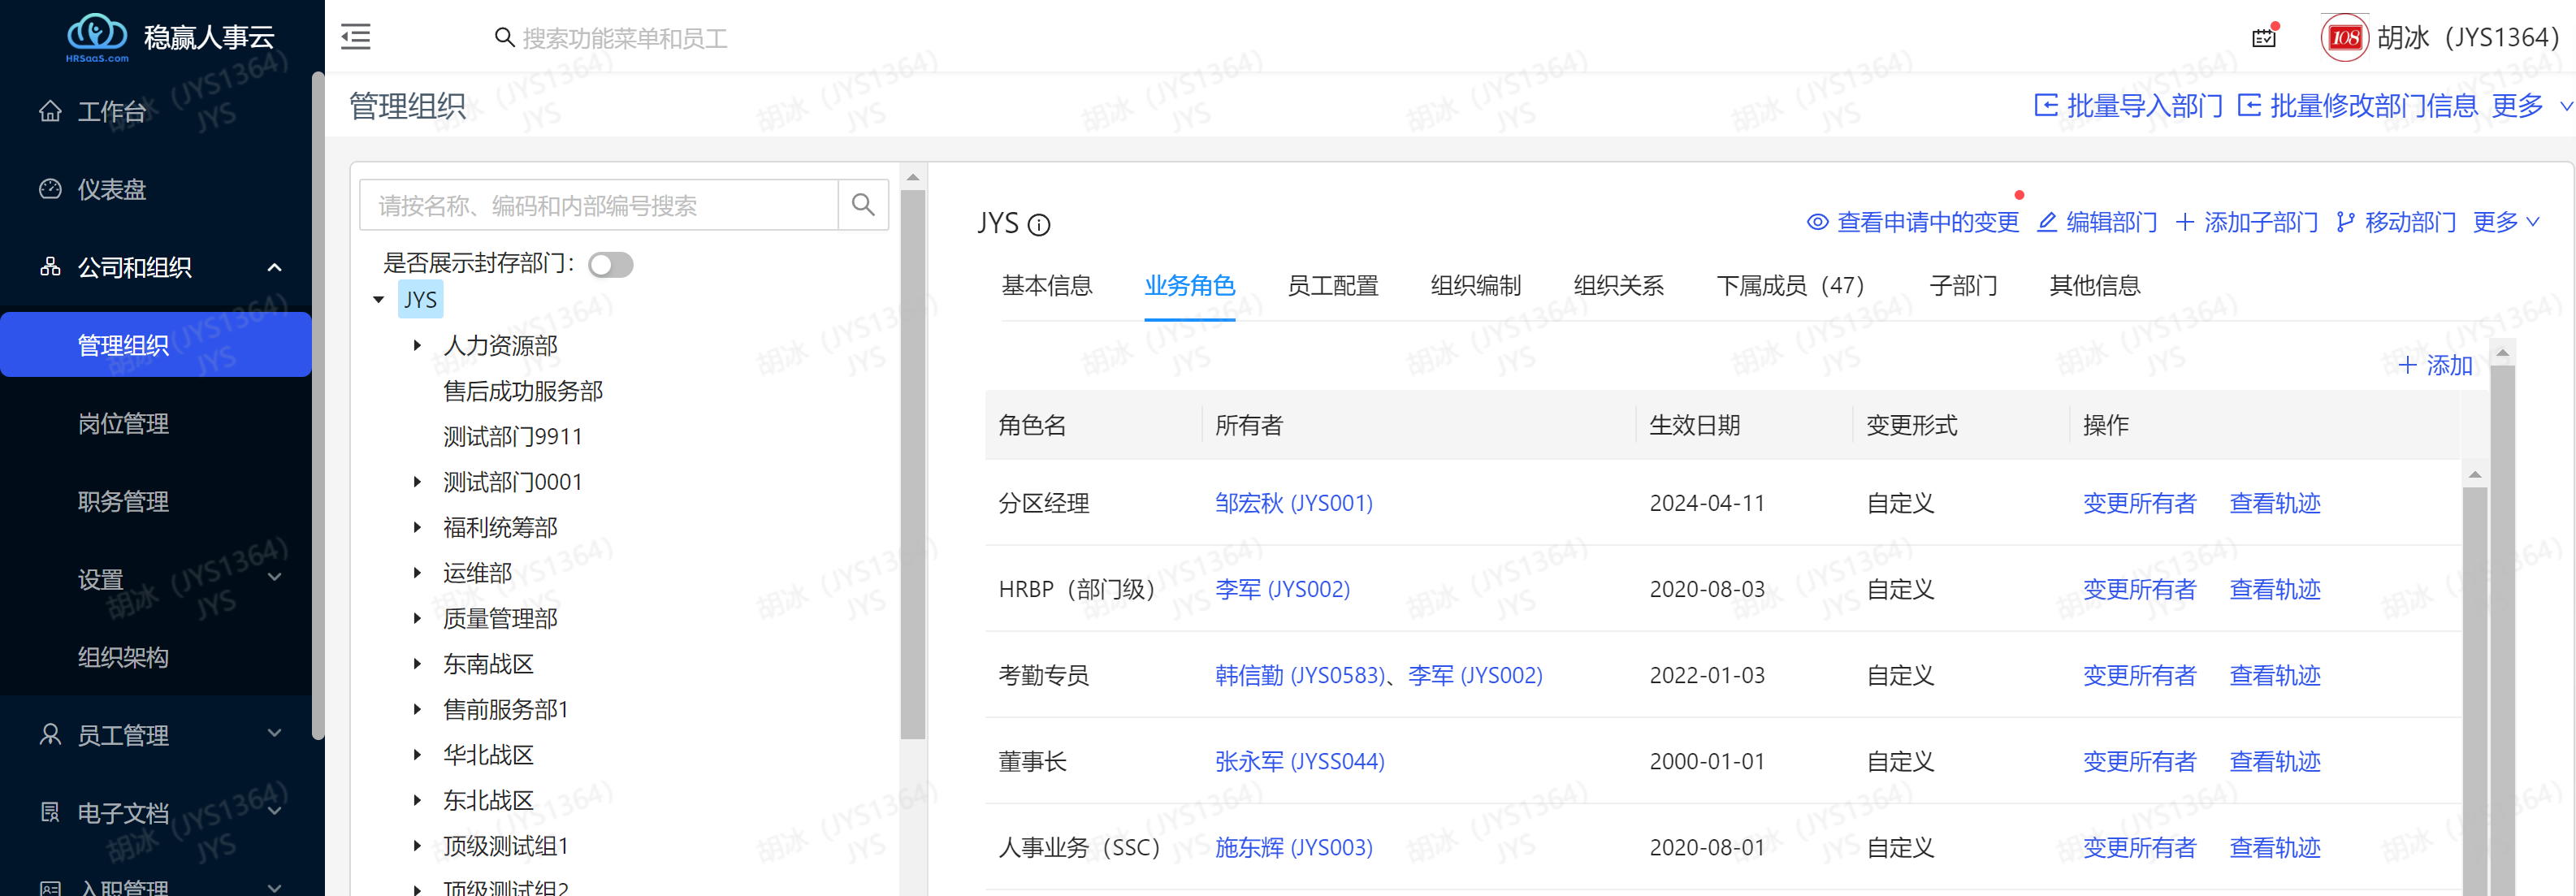 稳赢人事云
HRSaaS.com
搜索功能菜单和员工
108
胡冰（JYS1364）
工作台
仪表盘
公司和组织
管理组织
岗位管理
职务管理
设置
组织架构
员工管理
电子文档
入职管理
管理组织
批量导入部门 批量修改部门信息 更多
请按名称、编码和内部编号搜索
是否展示封存部门：
JYS
人力资源部
售后成功服务部
测试部门9911
测试部门0001
福利统筹部
运维部
质量管理部
东南战区
售前服务部1
华北战区
东北战区
顶级测试组1
顶级测试组2
JYS
查看申请中的变更 编辑部门 添加子部门 移动部门 更多
基本信息 业务角色 员工配置 组织编制 组织关系 下属成员（47） 子部门 其他信息
添加
角色名 所有者 生效日期 变更形式 操作
分区经理 邹宏秋 (JYS001) 2024-04-11 自定义 变更所有者 查看轨迹
HRBP（部门级） 李军 (JYS002) 2020-08-03 自定义 变更所有者 查看轨迹
考勤专员 韩信勤 (JYS0583)、李军 (JYS002) 2022-01-03 自定义 变更所有者 查看轨迹
董事长 张永军 (JYSS044) 2000-01-01 自定义 变更所有者 查看轨迹
人事业务（SSC） 施东辉 (JYS003) 2020-08-01 自定义 变更所有者 查看轨迹
胡冰（JYS1364）
JYS